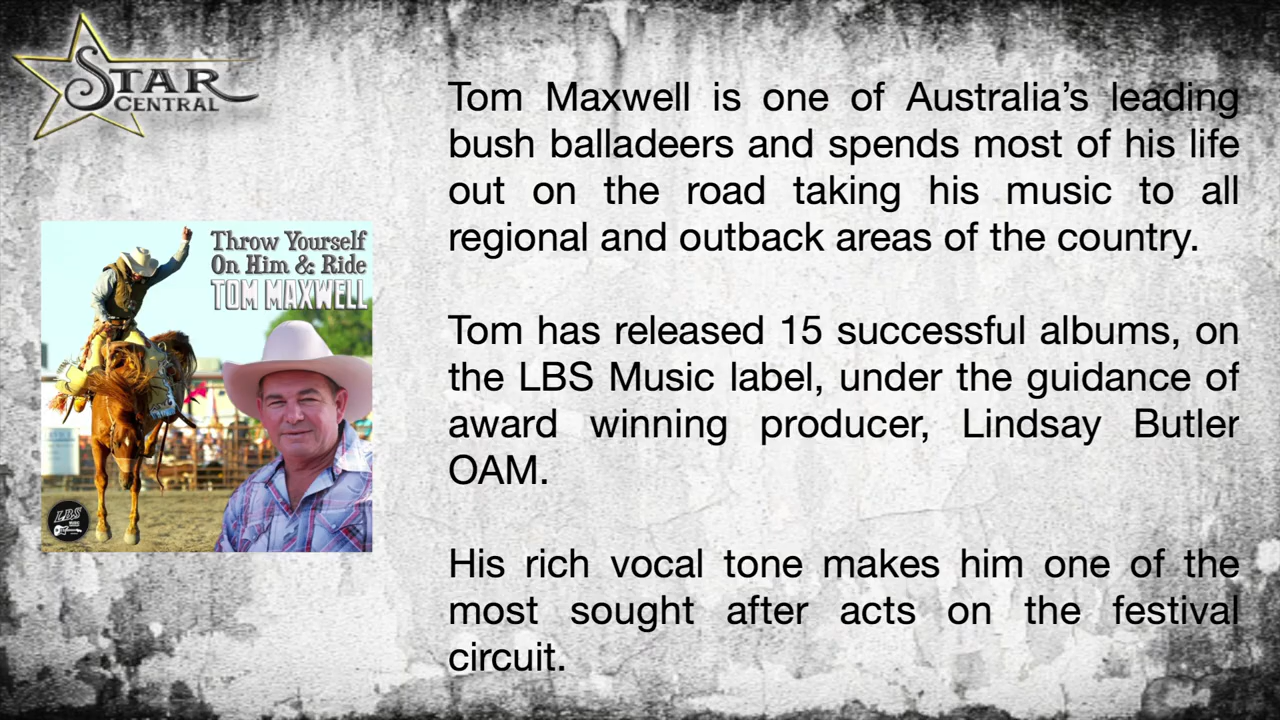 STAR
CENTRAL
Throw Yourself
On Him & Ride
TOM MAXWELL
LBS
MUSIC
Tom Maxwell is one of Australia’s leading
bush balladeers and spends most of his life
out on the road taking his music to all
regional and outback areas of the country.
Tom has released 15 successful albums, on
the LBS Music label, under the guidance of
award winning producer, Lindsay Butler
OAM.
His rich vocal tone makes him one of the
most sought after acts on the festival
circuit.